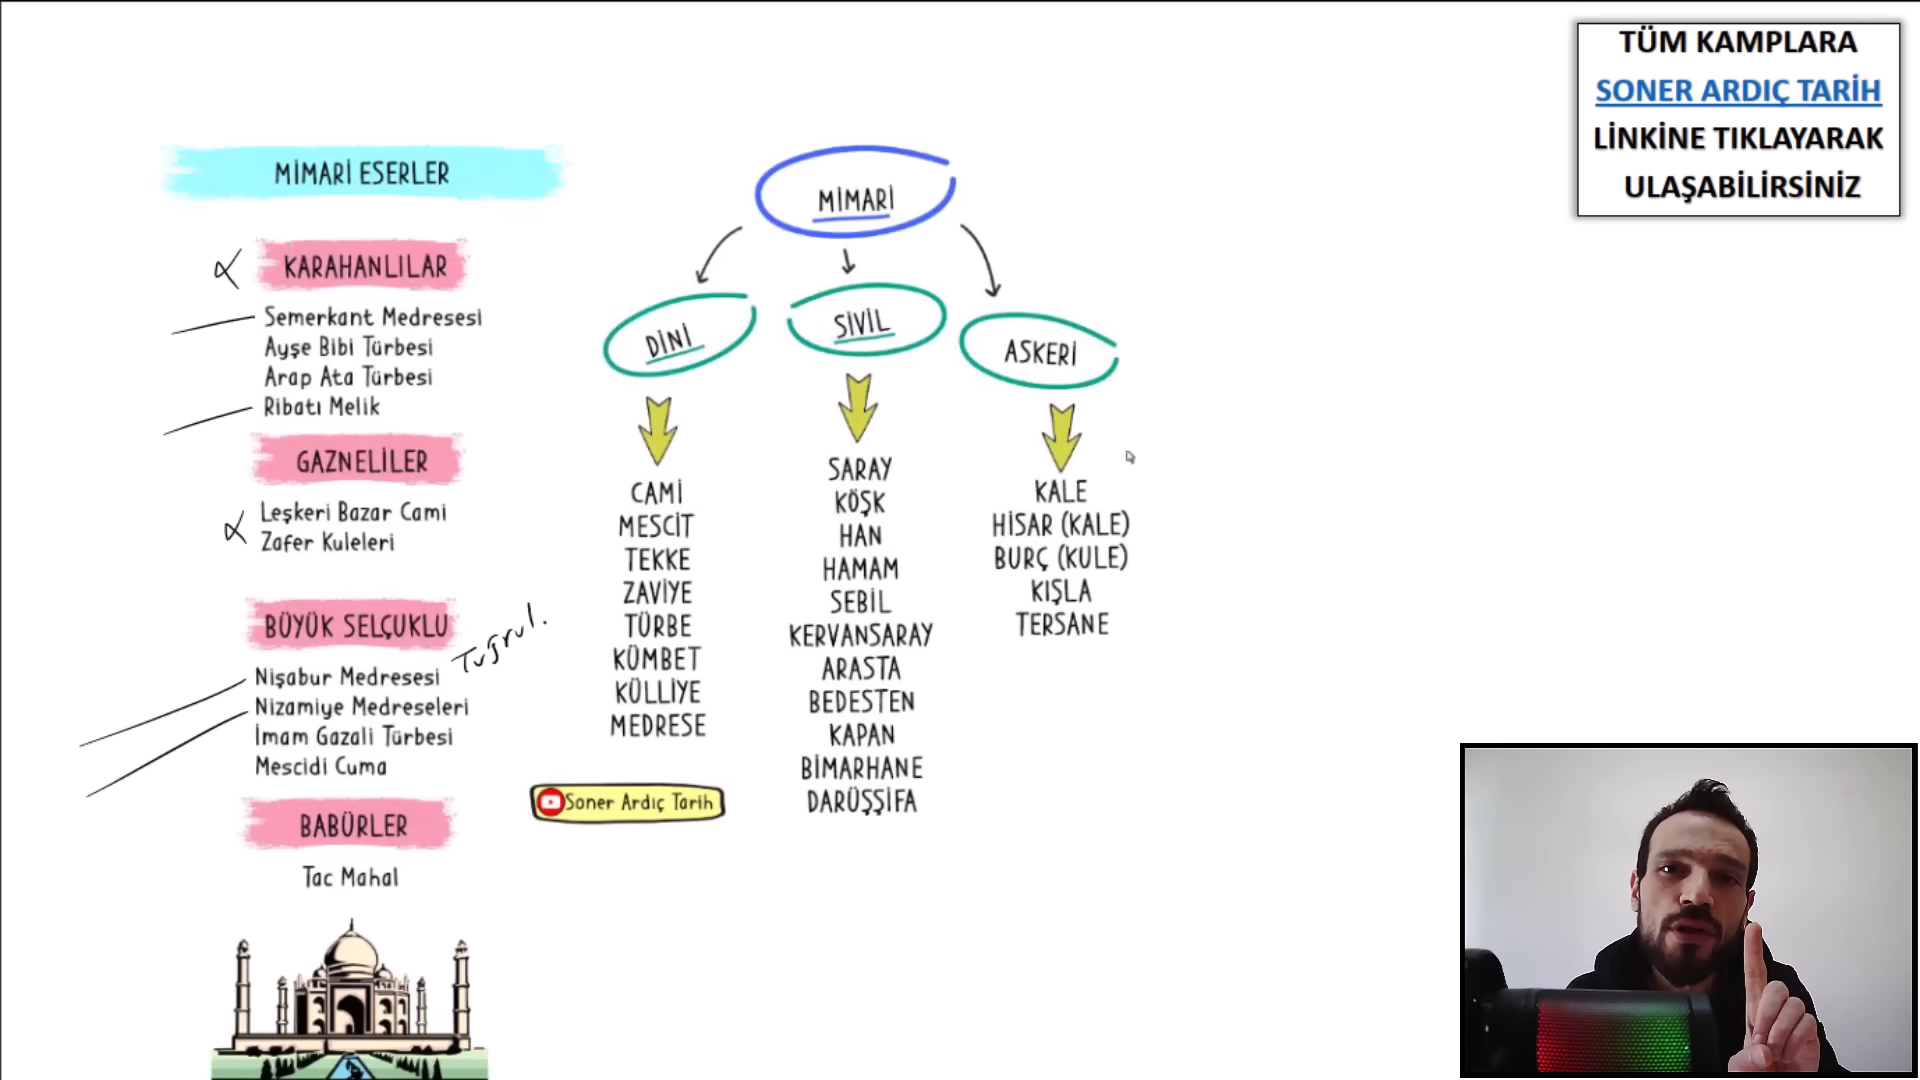 TÜM KAMPLARA
SONER ARDIÇ TARİH
LİNKİNE TIKLAYARAK
ULAŞABİLİRSİNİZ
MİMARİ ESERLER
KARAHANLILAR
Semerkant Medresesi
Ayşe Bibi Türbesi
Arap Ata Türbesi
Ribatı Melik
GAZNELİLER
Leşkeri Bazar Cami
Zafer Kuleleri
BÜYÜK SELÇUKLU
Tuğrul.
Nişabur Medresesi
Nizamiye Medreseleri
İmam Gazali Türbesi
Mescidi Cuma
BABÜRLER
Tac Mahal
MİMARİ
DİNİ
CAMİ
MESCİT
TEKKE
ZAVİYE
TÜRBE
KÜMBET
KÜLLİYE
MEDRESE
SİVİL
SARAY
KÖŞK
HAN
HAMAM
SEBİL
KERVANSARAY
ARASTA
BEDESTEN
KAPAN
BİMARHANE
DARÜŞŞİFA
ASKERİ
KALE
HİSAR (KALE)
BURÇ (KULE)
KIŞLA
TERSANE
Soner Ardıç Tarih